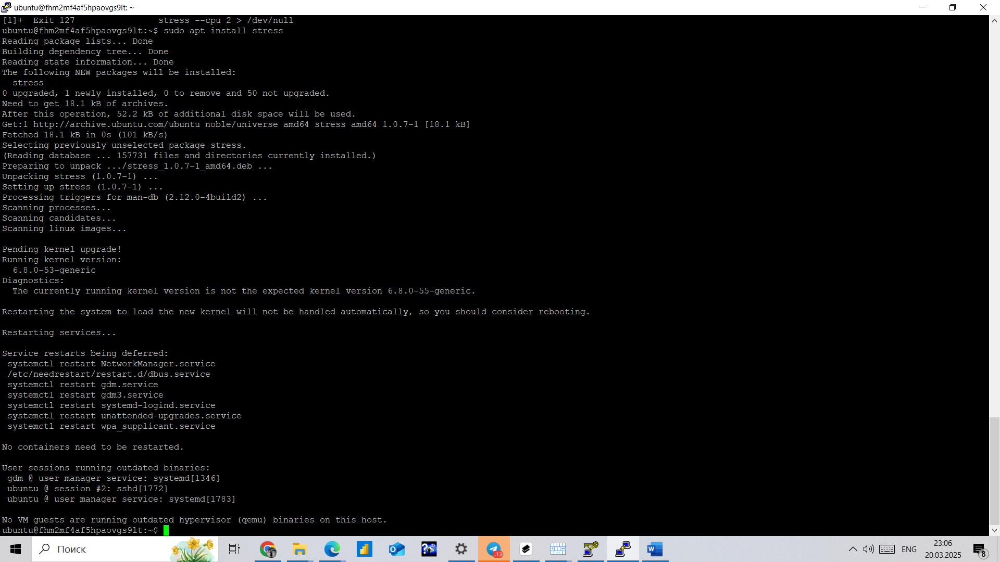 ubuntu@fhm2mf4af5hpaovgs9lt: ~
[1]+  Exit 127                stress --cpu 2 > /dev/null
ubuntu@fhm2mf4af5hpaovgs9lt:~$ sudo apt install stress
Reading package lists... Done
Building dependency tree... Done
Reading state information... Done
The following NEW packages will be installed:
  stress
0 upgraded, 1 newly installed, 0 to remove and 50 not upgraded.
Need to get 18.1 kB of archives.
After this operation, 52.2 kB of additional disk space will be used.
Get:1 http://archive.ubuntu.com/ubuntu noble/universe amd64 stress amd64 1.0.7-1 [18.1 kB]
Fetched 18.1 kB in 0s (101 kB/s)
Selecting previously unselected package stress.
(Reading database ... 157731 files and directories currently installed.)
Preparing to unpack .../stress_1.0.7-1_amd64.deb ...
Unpacking stress (1.0.7-1) ...
Setting up stress (1.0.7-1) ...
Processing triggers for man-db (2.12.0-4build2) ...
Scanning processes...
Scanning candidates...
Scanning linux images...
Pending kernel upgrade!
Running kernel version:
  6.8.0-53-generic
Diagnostics:
  The currently running kernel version is not the expected kernel version 6.8.0-55-generic.
Restarting the system to load the new kernel will not be handled automatically, so you should consider rebooting.
Restarting services...
Service restarts being deferred:
 systemctl restart NetworkManager.service
 /etc/needrestart/restart.d/dbus.service
 systemctl restart gdm.service
 systemctl restart gdm3.service
 systemctl restart systemd-logind.service
 systemctl restart unattended-upgrades.service
 systemctl restart wpa_supplicant.service
No containers need to be restarted.
User sessions running outdated binaries:
 gdm @ user manager service: systemd[1346]
 ubuntu @ session #2: sshd[1772]
 ubuntu @ user manager service: systemd[1783]
No VM guests are running outdated hypervisor (qemu) binaries on this host.
ubuntu@fhm2mf4af5hpaovgs9lt:~$
Поиск
..13
ENG
23:06
20.03.2025
8